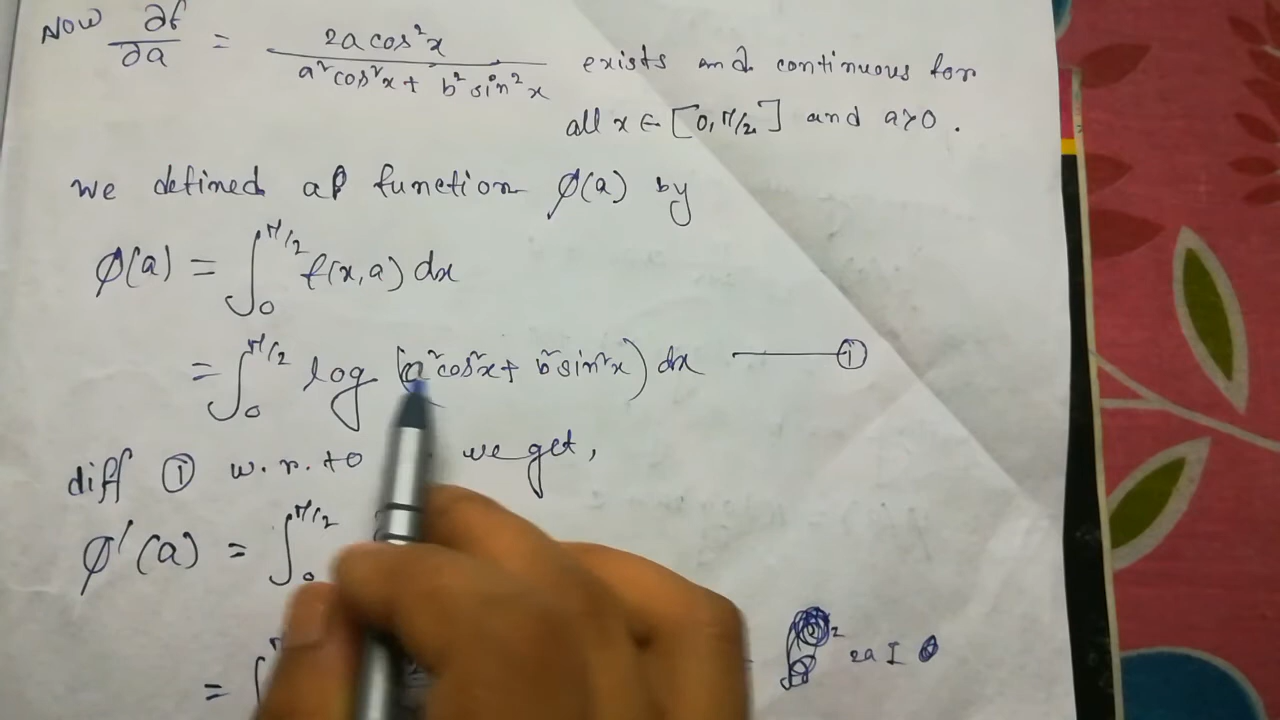 Now ∂f/∂a = 2a cos²x / a²cos²x + b²sin²x exists and continuous for
all x ∈ [0, π/2] and a>0.
we defined a function Ø(a) by
Ø(a) = ∫₀^π/2 f(x,a) dx
= ∫₀^π/2 log (a²cos²x + b²sin²x) dx ——— ①
diff ① w.r.to we get,
Ø'(a) = ∫₀^π/2
= ∫ 2a I